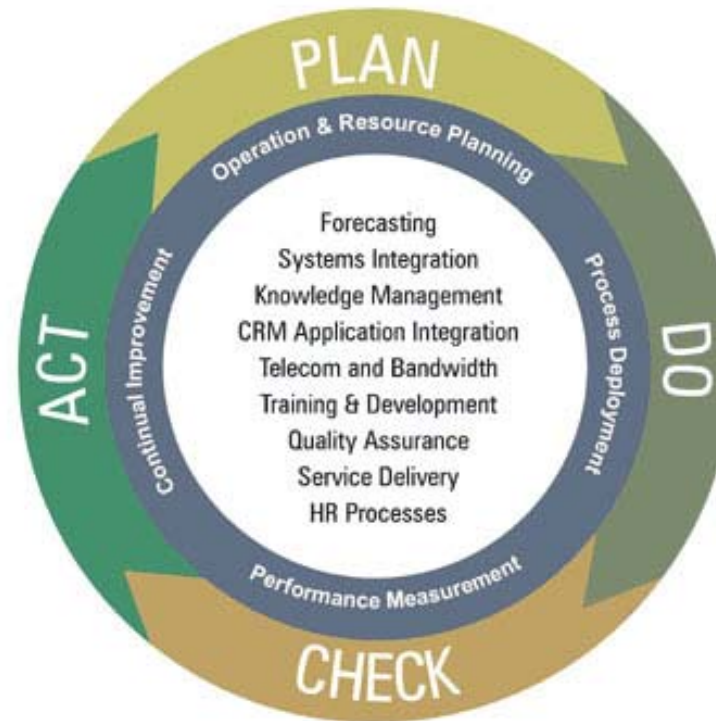 PLAN
Operation & Resource Planning
DO
Process Deployment
CHECK
Performance Measurement
ACT
Continual Improvement
Forecasting
Systems Integration
Knowledge Management
CRM Application Integration
Telecom and Bandwidth
Training & Development
Quality Assurance
Service Delivery
HR Processes